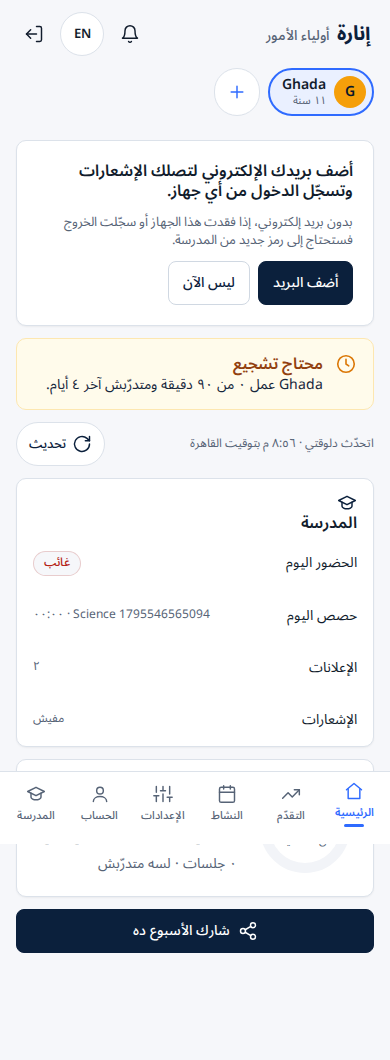 إنارة أولياء الأمور
EN
G
Ghada
١١ سنة
أضف بريدك الإلكتروني لتصلك الإشعارات
وتسجّل الدخول من أي جهاز.
بدون بريد إلكتروني، إذا فقدت هذا الجهاز أو سجّلت الخروج
فستحتاج إلى رمز جديد من المدرسة.
أضف البريد
ليس الآن
محتاج تشجيع
Ghada عمل ٠ من ٩٠ دقيقة ومتدرّبش آخر ٤ أيام.
اتحدّث دلوقتي · ٨:٥٦ م بتوقيت القاهرة
تحديث
المدرسة
الحضور اليوم
غائب
حصص اليوم
Science 1795546565094 · ٠٠:٠٠
الإعلانات
٢
الإشعارات
مفيش
الرئيسية
التقدّم
النشاط
الإعدادات
الحساب
المدرسة
٠ جلسات · لسه متدرّبش
شارك الأسبوع ده